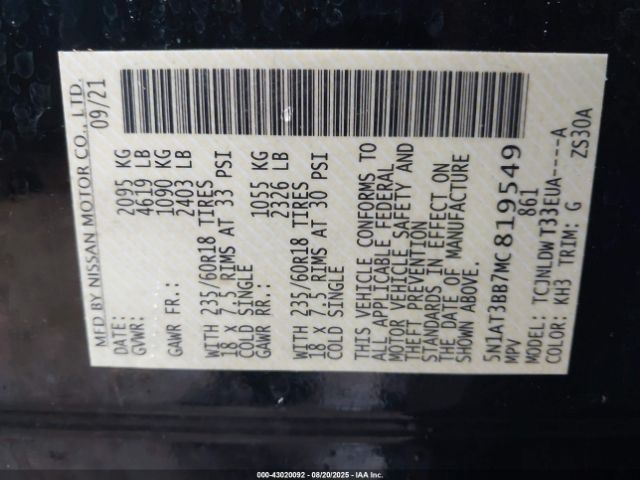 MFD BY NISSAN MOTOR CO., LTD.
DATE: 09/21
GVWR: 2095 KG
4619 LB
GAWR FR.: 1090 KG
2403 LB
WITH 235/60R18 TIRES
18 X 7.5 RIMS AT 33 PSI
COLD SINGLE
GAWR RR.: 1055 KG
2326 LB
WITH 235/60R18 TIRES
18 X 7.5 RIMS AT 30 PSI
COLD SINGLE
THIS VEHICLE CONFORMS TO
ALL APPLICABLE FEDERAL
MOTOR VEHICLE SAFETY AND
THEFT PREVENTION
STANDARDS IN EFFECT ON
THE DATE OF MANUFACTURE
SHOWN ABOVE.
5N1AT3BB7MC819549
MPV 861
MODEL: TCJNLDWT33EUA----A
COLOR: KH3 TRIM: G ZS30A
000-43020092 - 08/20/2025 - IAAC Inc.